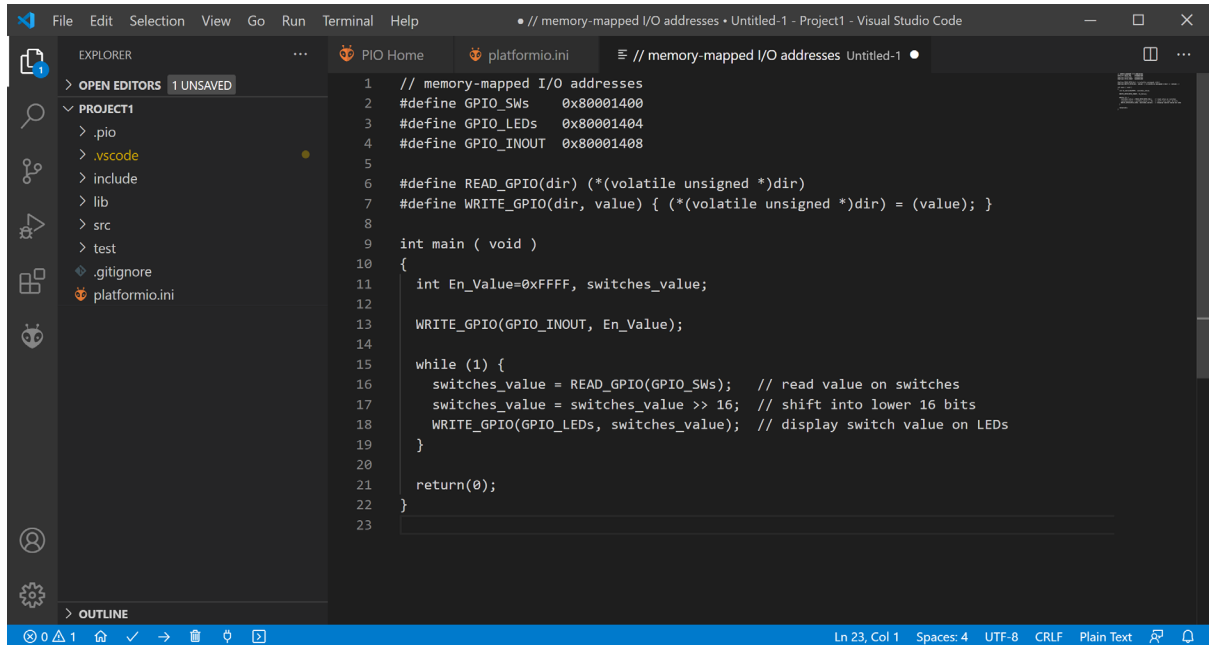 File Edit Selection View Go Run Terminal Help ● // memory-mapped I/O addresses • Untitled-1 - Project1 - Visual Studio Code
EXPLORER
1
OPEN EDITORS 1 UNSAVED
PROJECT1
.pio
.vscode
include
lib
src
test
.gitignore
platformio.ini
OUTLINE
PIO Home platformio.ini // memory-mapped I/O addresses Untitled-1 ●
1 // memory-mapped I/O addresses
2 #define GPIO_SWs    0x80001400
3 #define GPIO_LEDs   0x80001404
4 #define GPIO_INOUT  0x80001408
5
6 #define READ_GPIO(dir) (*(volatile unsigned *)dir)
7 #define WRITE_GPIO(dir, value) { (*(volatile unsigned *)dir) = (value); }
8
9 int main ( void )
10 {
11   int En_Value=0xFFFF, switches_value;
12
13   WRITE_GPIO(GPIO_INOUT, En_Value);
14
15   while (1) {
16     switches_value = READ_GPIO(GPIO_SWs);   // read value on switches
17     switches_value = switches_value >> 16;  // shift into lower 16 bits
18     WRITE_GPIO(GPIO_LEDs, switches_value);  // display switch value on LEDs
19   }
20
21   return(0);
22 }
23
0 1 Ln 23, Col 1 Spaces: 4 UTF-8 CRLF Plain Text